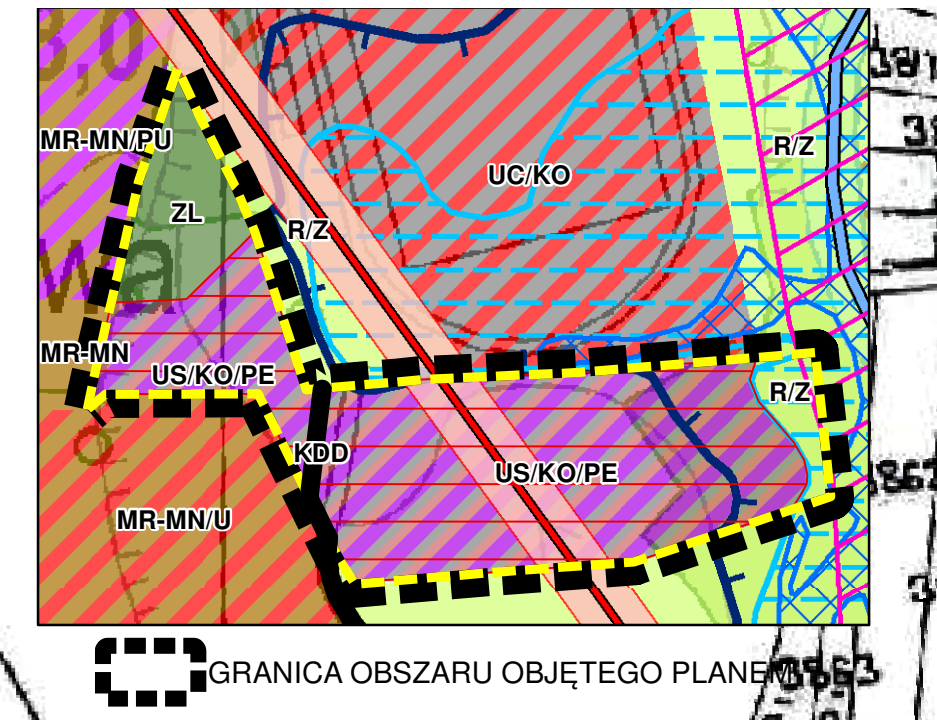 MR-MN/PU
R/Z
UC/KO
ZL
R/Z
MR-MN
US/KO/PE
R/Z
KDD
US/KO/PE
MR-MN/U
GRANICA OBSZARU OBJĘTEGO PLANEM
3863